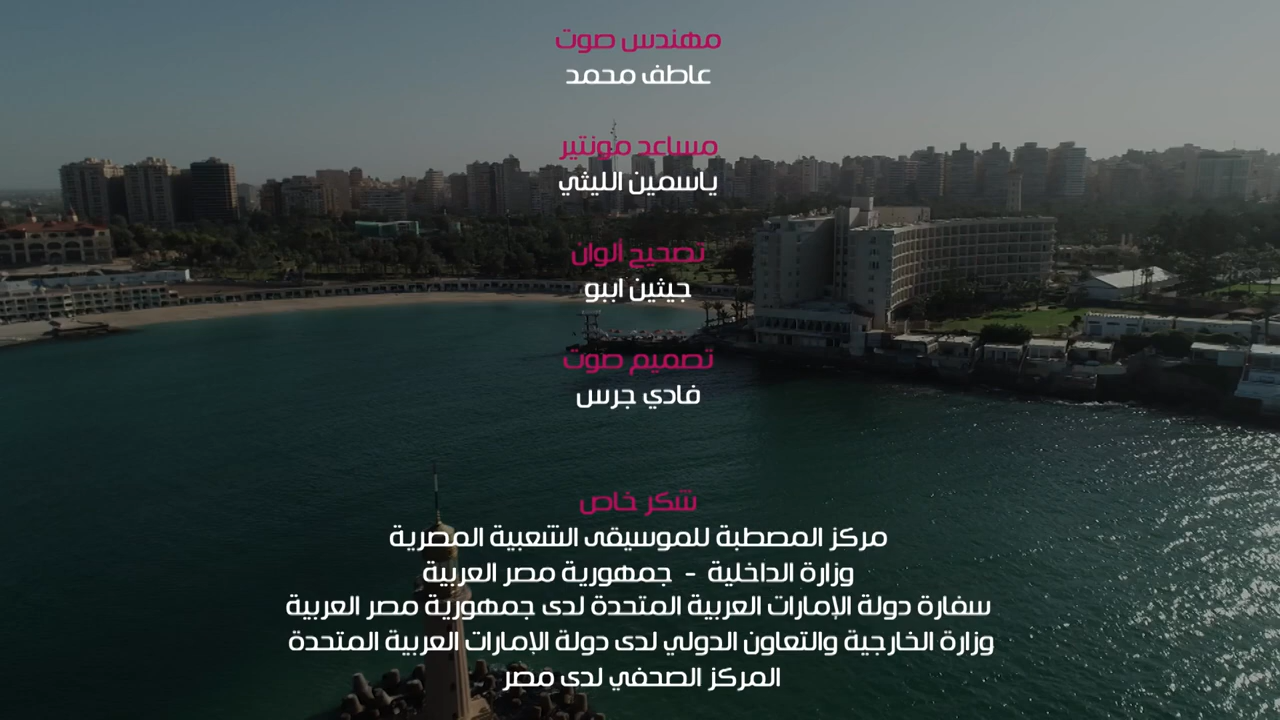 مهندس صوت
عاطف محمد
مساعد مونتير
ياسمين الليثي
تصحيح ألوان
جيثين ابيو
تصميم صوت
فادي جرس
شكر خاص
مركز المصطبة للموسيقى الشعبية المصرية
وزارة الداخلية - جمهورية مصر العربية
سفارة دولة الإمارات العربية المتحدة لدى جمهورية مصر العربية
وزارة الخارجية والتعاون الدولي لدى دولة الإمارات العربية المتحدة
المركز الصحفي لدى مصر